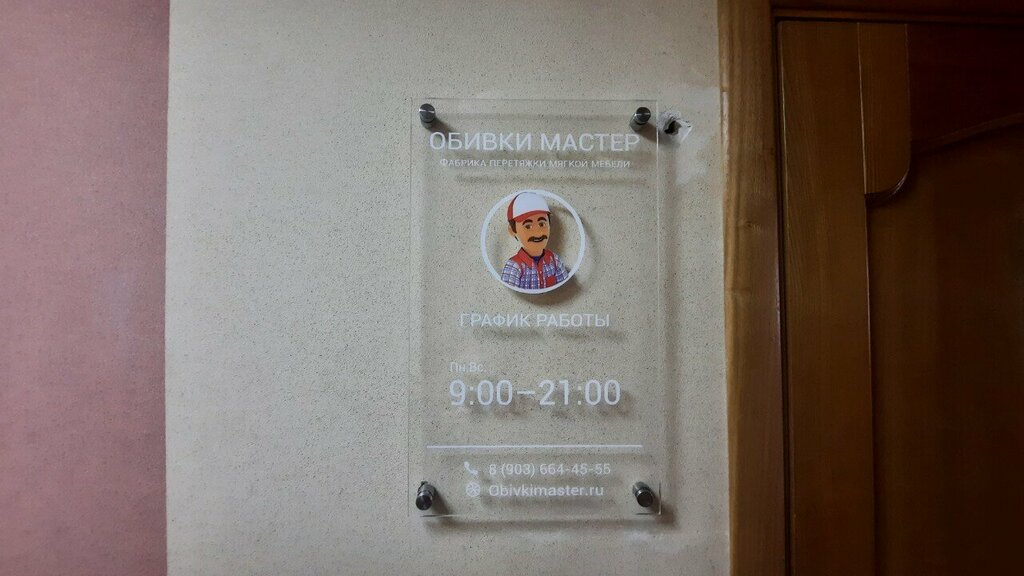 ОБИВКИ МАСТЕР
ФАБРИКА ПЕРЕТЯЖКИ МЯГКОЙ МЕБЕЛИ
ГРАФИК РАБОТЫ
Пн.Вс.
9:00–21:00
8 (903) 664-45-55
Obivkimaster.ru